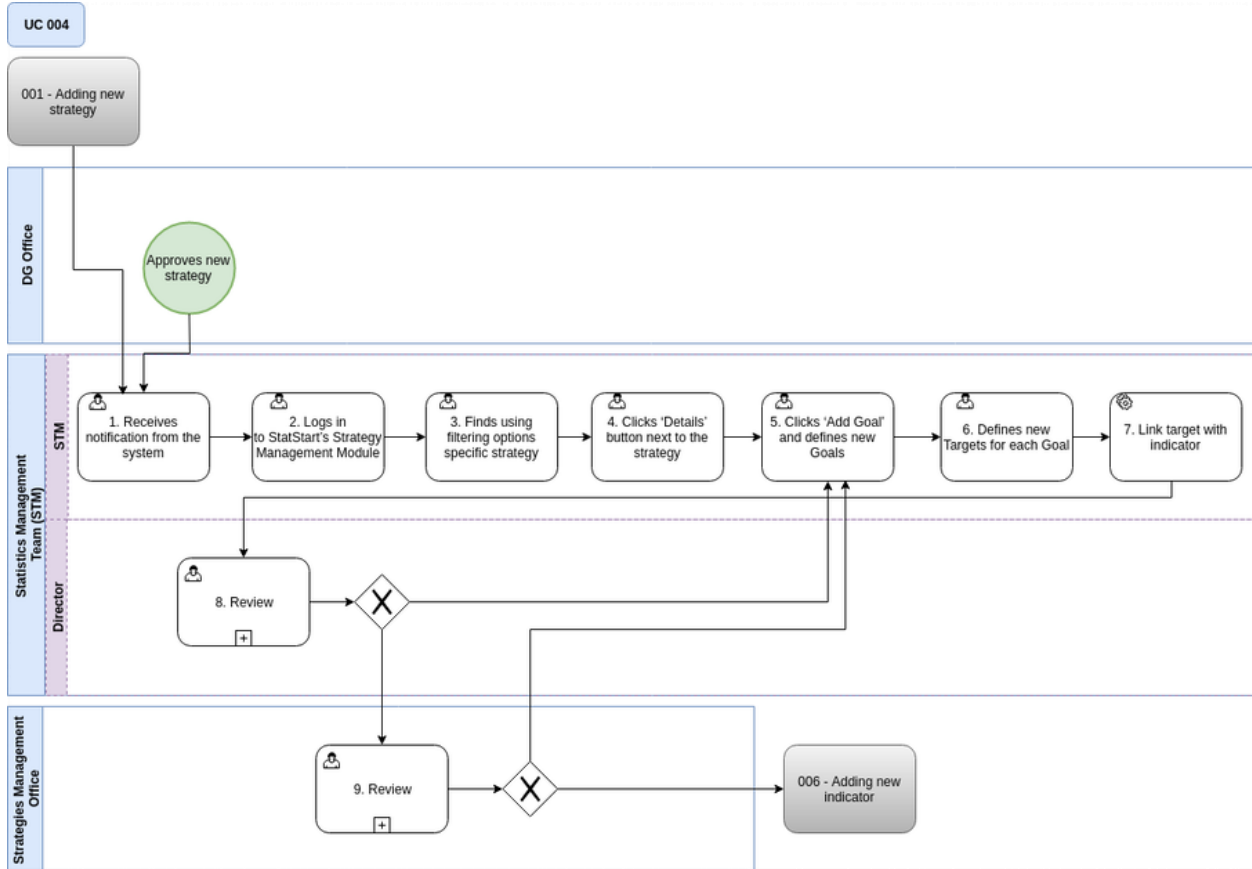 UC 004
001 - Adding new
strategy
DG Office
Approves new
strategy
Statistics Management
Team (STM)
STM
1. Receives
notification from the
system
2. Logs in
to StatStart's Strategy
Management Module
3. Finds using
filtering options
specific strategy
4. Clicks ‘Details’
button next to the
strategy
5. Clicks ‘Add Goal’
and defines new
Goals
6. Defines new
Targets for each Goal
7. Link target with
indicator
Director
8. Review
X
Strategies Management
Office
9. Review
X
006 - Adding new
indicator